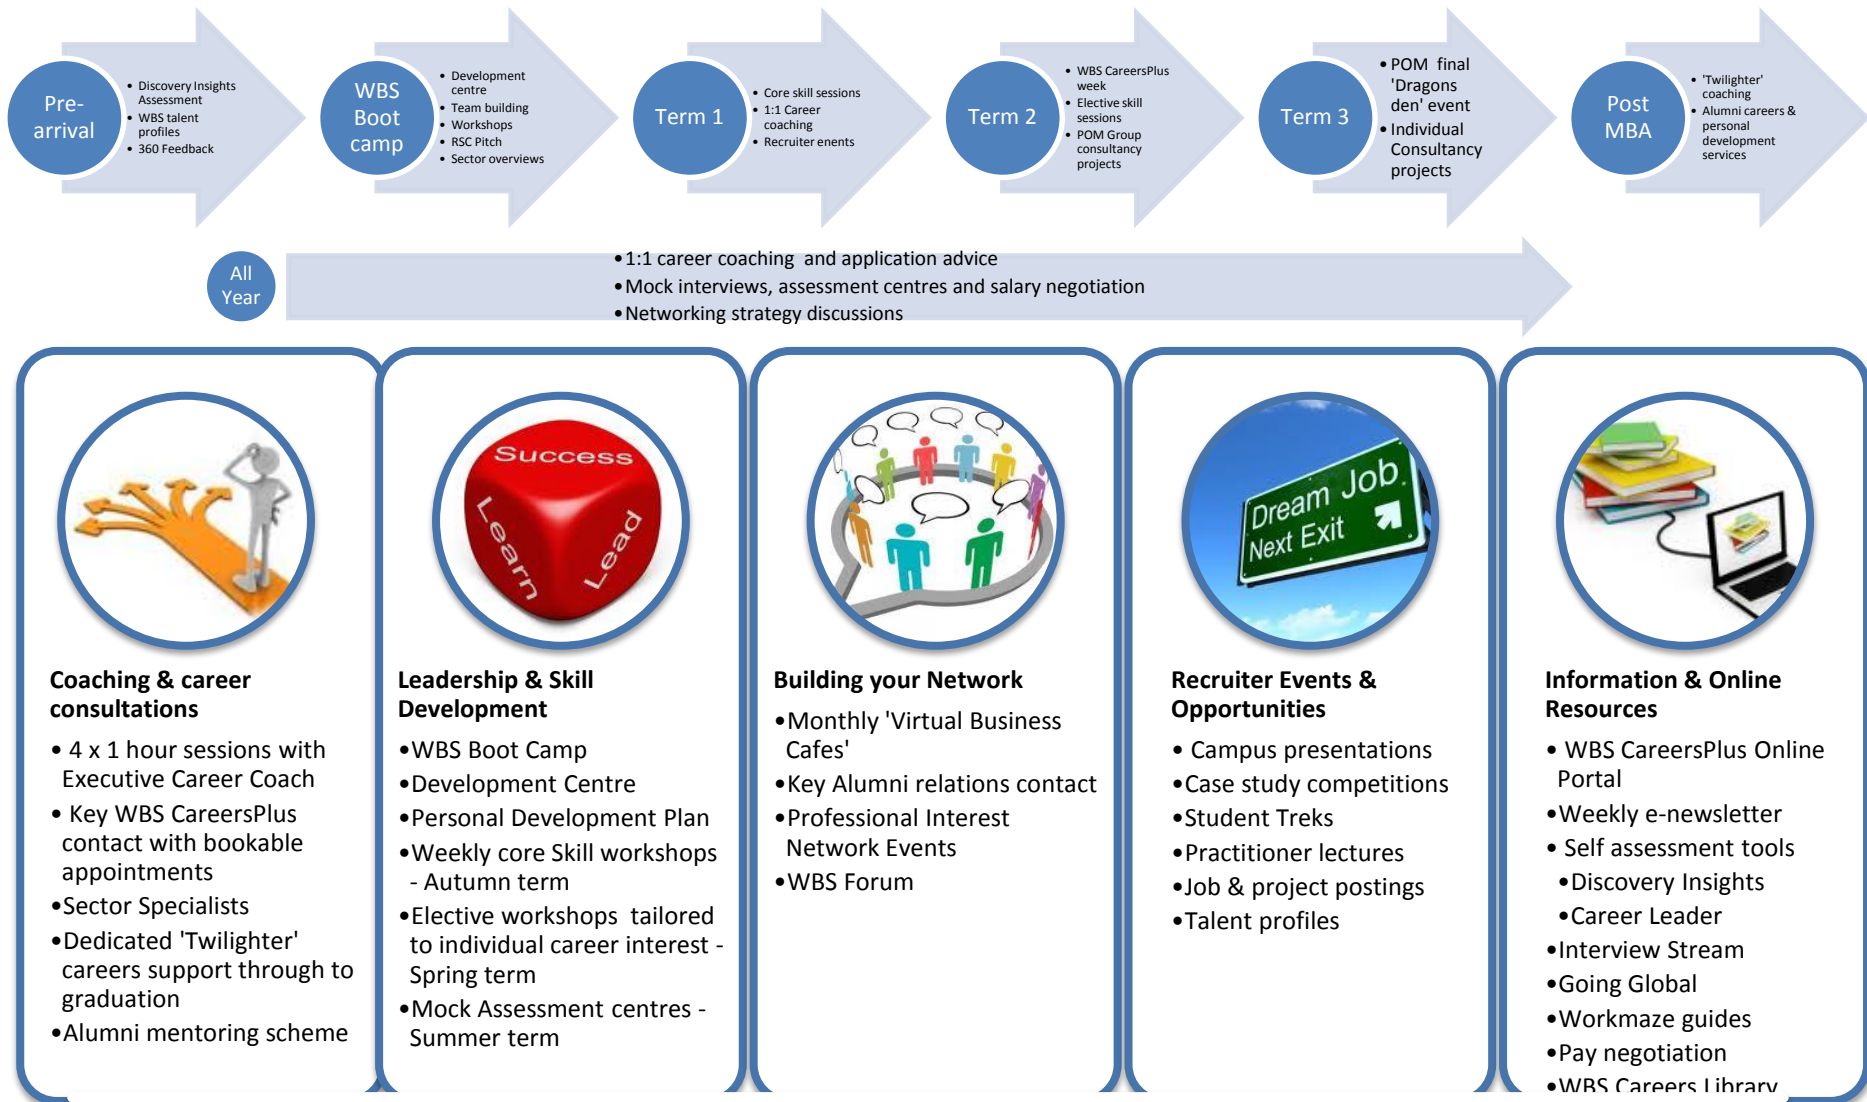 Pre-
arrival
• Discovery Insights
Assessment
• WBS talent
profiles
• 360 Feedback
WBS
Boot
camp
• Development
centre
• Team building
• Workshops
• RSC Pitch
• Sector overviews
Term 1
• Core skill sessions
• 1:1 Career
coaching
• Recruiter enents
Term 2
• WBS CareersPlus
week
• Elective skill
sessions
• POM Group
consultancy
projects
Term 3
• POM final
'Dragons
den' event
• Individual
Consultancy
projects
Post
MBA
• 'Twilighter'
coaching
• Alumni careers &
personal
development
services
All
Year
•1:1 career coaching and application advice
•Mock interviews, assessment centres and salary negotiation
•Networking strategy discussions
Coaching & career
consultations
• 4 x 1 hour sessions with
Executive Career Coach
• Key WBS CareersPlus
contact with bookable
appointments
•Sector Specialists
•Dedicated 'Twilighter'
careers support through to
graduation
•Alumni mentoring scheme
Success
Learn
Lead
Leadership & Skill
Development
•WBS Boot Camp
•Development Centre
•Personal Development Plan
•Weekly core Skill workshops
- Autumn term
•Elective workshops tailored
to individual career interest -
Spring term
•Mock Assessment centres -
Summer term
Building your Network
•Monthly 'Virtual Business
Cafes'
•Key Alumni relations contact
•Professional Interest
Network Events
•WBS Forum
Dream Job
Next Exit
Recruiter Events &
Opportunities
• Campus presentations
•Case study competitions
•Student Treks
•Practitioner lectures
•Job & project postings
•Talent profiles
Information & Online
Resources
• WBS CareersPlus Online
Portal
•Weekly e-newsletter
• Self assessment tools
•Discovery Insights
•Career Leader
•Interview Stream
•Going Global
•Workmaze guides
•Pay negotiation
•WBS Careers Library